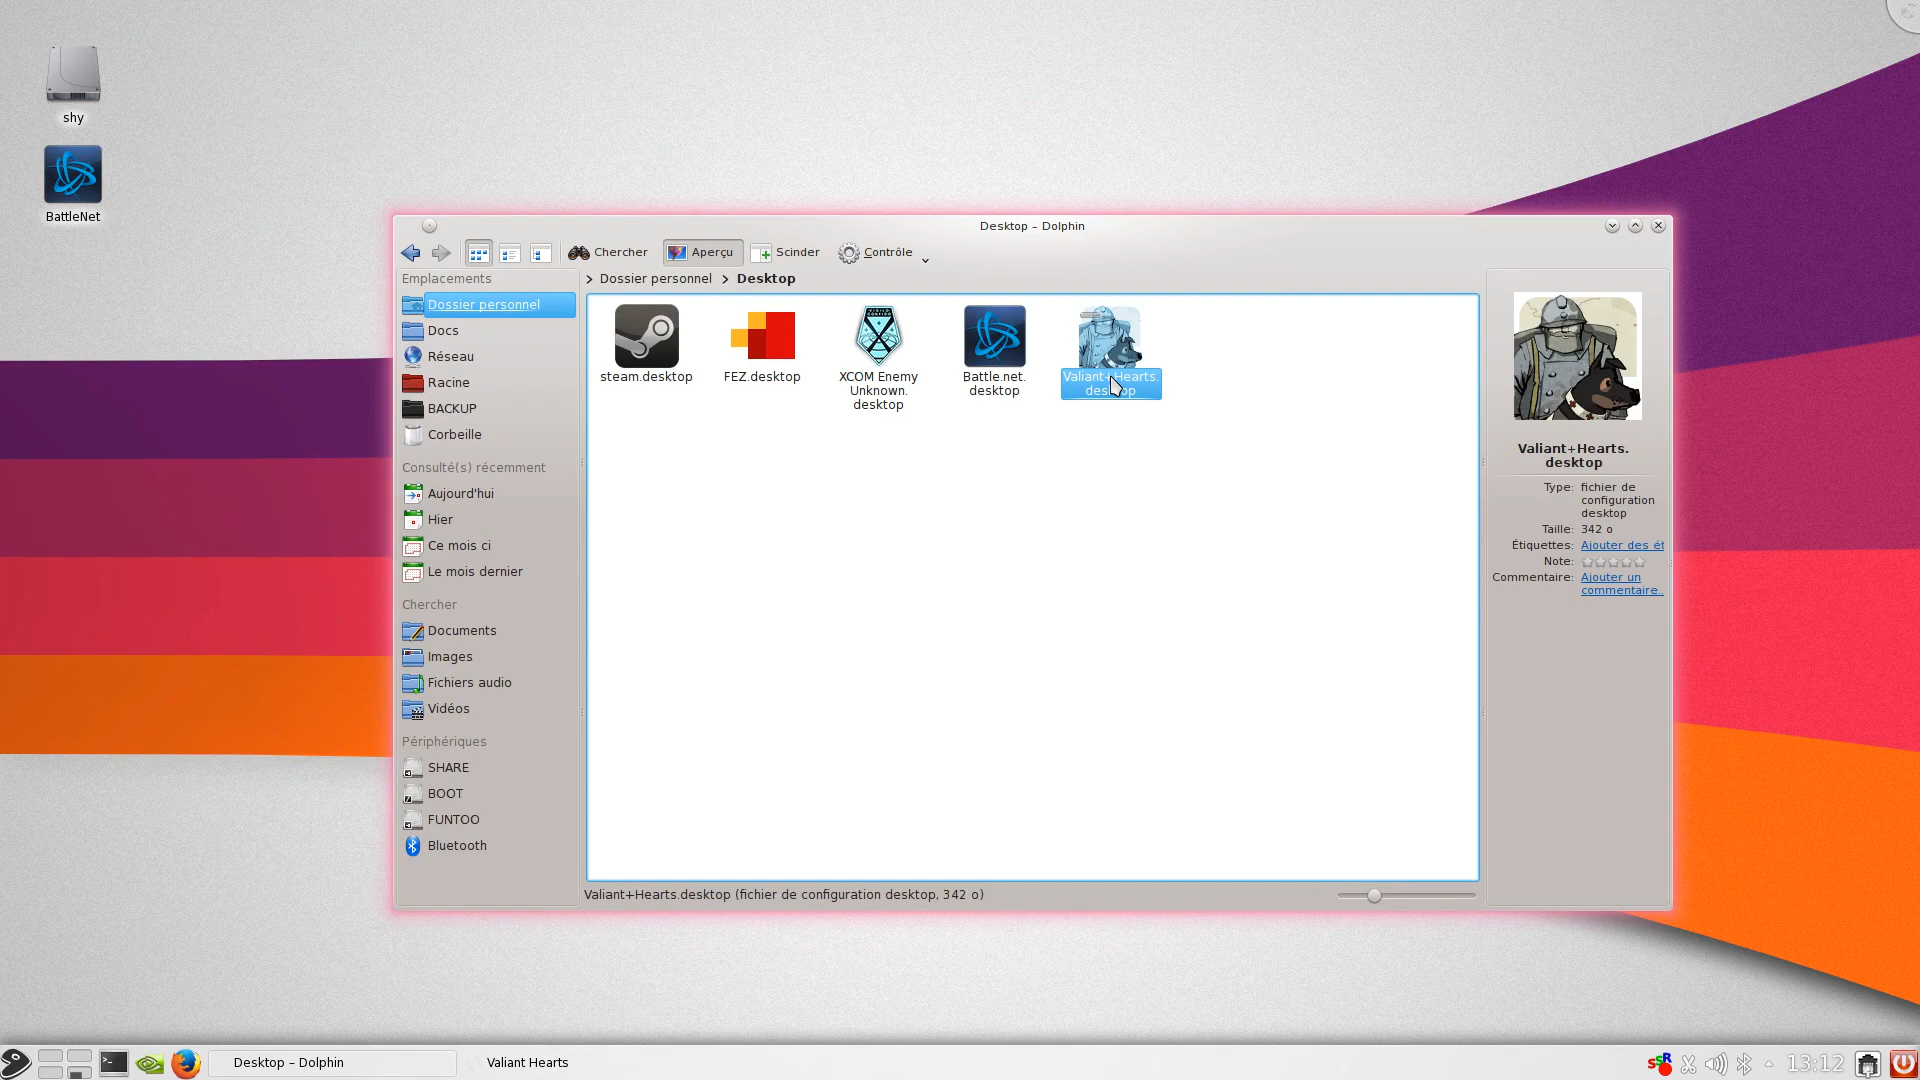 shy
BattleNet
Desktop – Dolphin
Chercher
Aperçu
Scinder
Contrôle
Emplacements
Dossier personnel
Docs
Réseau
Racine
BACKUP
Corbeille
Consulté(s) récemment
Aujourd'hui
Hier
Ce mois ci
Le mois dernier
Chercher
Documents
Images
Fichiers audio
Vidéos
Périphériques
SHARE
BOOT
FUNTOO
Bluetooth
> Dossier personnel > Desktop
steam.desktop
FEZ.desktop
XCOM Enemy
Unknown.
desktop
Battle.net.
desktop
Valiant+Hearts.
desktop
Valiant+Hearts.
desktop
Type: fichier de
configuration
desktop
Taille: 342 o
Étiquettes: Ajouter des ét
Note:
Commentaire: Ajouter un
commentaire..
Valiant+Hearts.desktop (fichier de configuration desktop, 342 o)
Desktop – Dolphin
Valiant Hearts
sSR
13:12